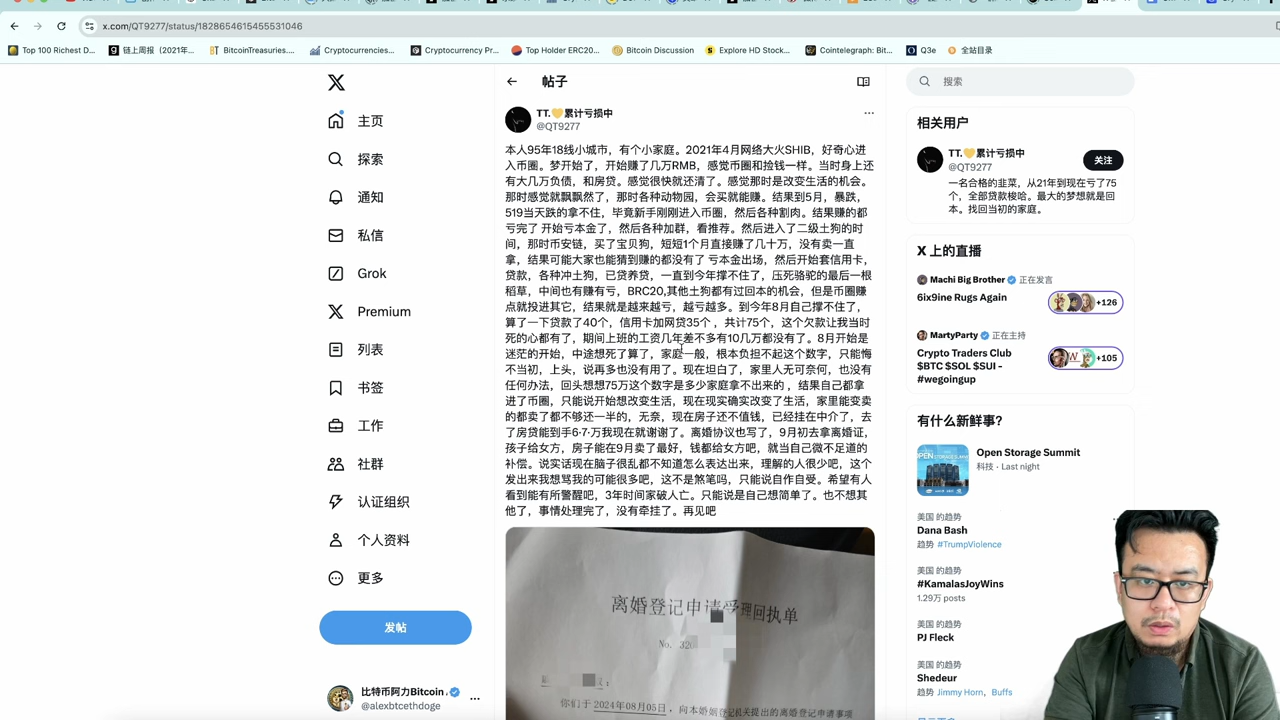 x.com/QT9277/status/1828654615455531046
Top 100 Richest D...
链上周报（2021年...
BitcoinTreasuries....
Cryptocurrencies...
Cryptocurrency Pr...
Top Holder ERC20...
Bitcoin Discussion
Explore HD Stock...
Cointelegraph: Bit...
Q3e
全站目录
主页
探索
通知
私信
Grok
Premium
列表
书签
工作
社群
认证组织
个人资料
更多
发帖
比特币阿力Bitcoin
@alexbtcethdoge
帖子
TT.💛累计亏损中
@QT9277
本人95年18线小城市，有个小家庭。2021年4月网络大火SHIB，好奇心进
入币圈。梦开始了，开始赚了几万RMB，感觉币圈和捡钱一样。当时身上还
有大几万负债，和房贷。感觉很快就还清了。感觉那时是改变生活的机会。
那时感觉就飘飘然了，那时各种动物园，会买就能赚。结果到5月，暴跌，
519当天跌的拿不住，毕竟新手刚刚进入币圈，然后各种割肉。结果赚的都
亏完了 开始亏本金了，然后各种加群，看推荐。然后进入了二级土狗的时
间，那时币安链，买了宝贝狗，短短1个月直接赚了几十万，没有卖一直
拿，结果可能大家也能猜到赚的都没有了 亏本金出场，然后开始套信用卡，
贷款，各种冲土狗，已贷养贷，一直到今年撑不住了，压死骆驼的最后一根
稻草，中间也有赚有亏，BRC20,其他土狗都有过回本的机会，但是币圈赚
点就投进其它，结果就是越来越亏，越亏越多。到今年8月自己撑不住了，
算了一下贷款了40个，信用卡加网贷35个 ，共计75个，这个欠款让我当时
死的心都有了，期间上班的工资几年差不多有10几万都没有了。8月开始是
迷茫的开始，中途想死了算了，家庭一般，根本负担不起这个数字，只能悔
不当初，上头，说再多也没有用了。现在坦白了，家里人无可奈何，也没有
任何办法，回头想想75万这个数字是多少家庭拿不出来的 ，结果自己都拿
进了币圈，只能说开始想改变生活，现在现实确实改变了生活，家里能变卖
的都卖了都不够还一半的，无奈，现在房子还不值钱，已经挂在中介了，去
了房贷能到手6·7·万我现在就谢谢了。离婚协议也写了，9月初去拿离婚证，
孩子给女方，房子能在9月卖了最好，钱都给女方吧，就当自己微不足道的
补偿。说实话现在脑子很乱都不知道怎么表达出来，理解的人很少吧，这个
发出来我想骂我的可能很多吧，这不是煞笔吗，只能说自作自受。希望有人
看到能有所警醒吧，3年时间家破人亡。只能说是自己想简单了。也不想其
他了，事情处理完了，没有牵挂了。再见吧
离婚登记申请受理回执单
No. 320
你们于 2024年08月05日，向本婚姻登记机关提出的离婚登记申请事项
搜索
相关用户
TT.💛累计亏损中
@QT9277
关注
一名合格的韭菜，从21年到现在亏了75
个，全部贷款梭哈。最大的梦想就是回
本。找回当初的家庭。
X 上的直播
Machi Big Brother 正在发言
6ix9ine Rugs Again
+126
MartyParty 正在主持
Crypto Traders Club
$BTC $SOL $SUI -
#wegoingup
+105
有什么新鲜事?
Open Storage Summit
科技 · Last night
美国 的趋势
Dana Bash
趋势 #TrumpViolence
美国 的趋势
#KamalasJoyWins
1.29万 posts
美国 的趋势
PJ Fleck
美国 的趋势
Shedeur
趋势 Jimmy Horn, Buffs